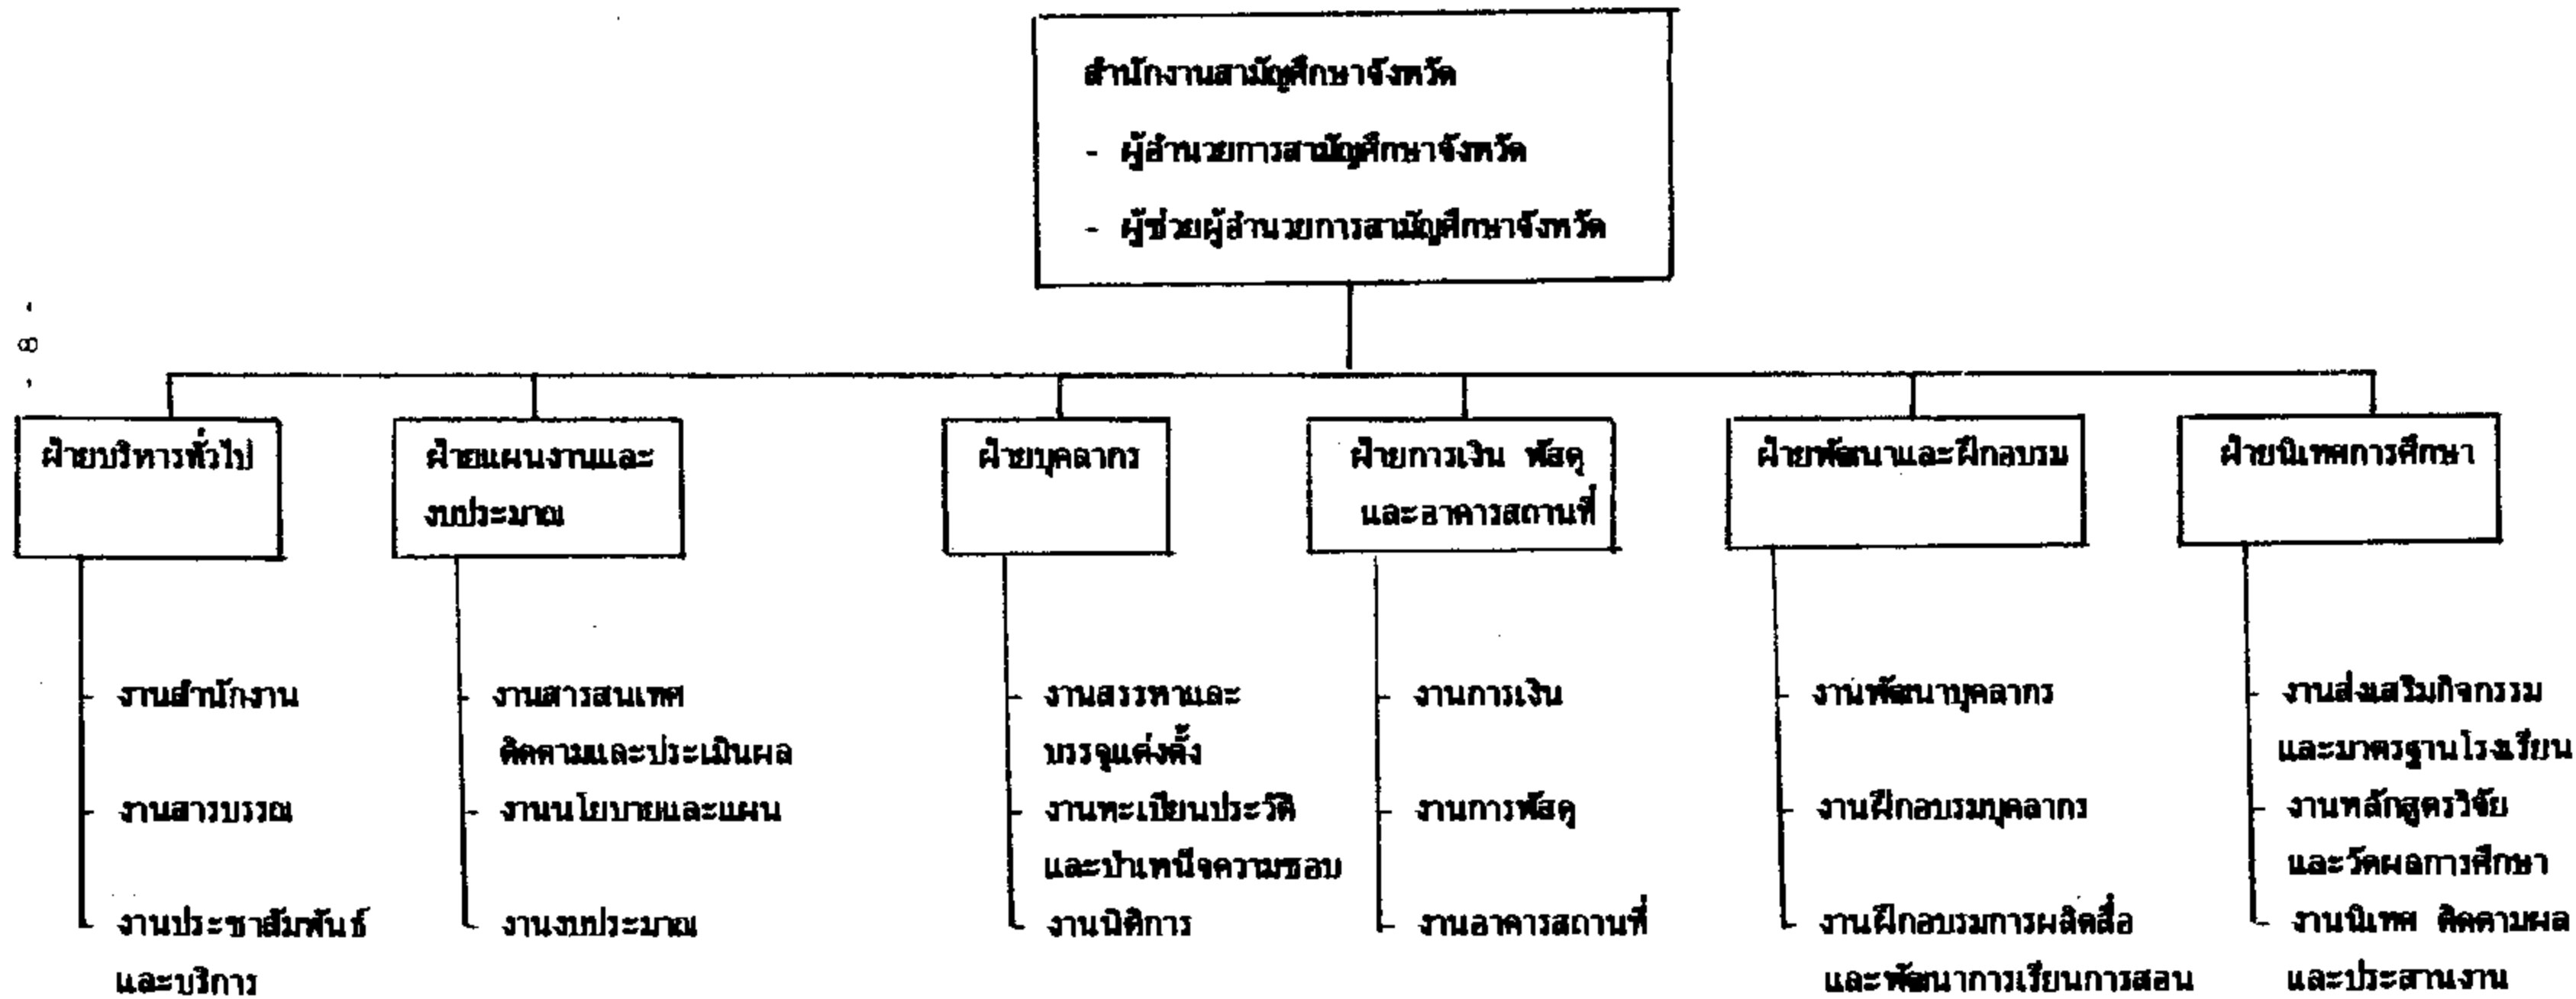 สำนักงานสามัญศึกษาจังหวัด
- ผู้อำนวยการสามัญศึกษาจังหวัด
- ผู้ช่วยผู้อำนวยการสามัญศึกษาจังหวัด
- 8 -
ฝ่ายบริหารทั่วไป
งานสำนักงาน
งานสารบรรณ
งานประชาสัมพันธ์
และบริการ
ฝ่ายแผนงานและ
งบประมาณ
งานสารสนเทศ
ติดตามและประเมินผล
งานนโยบายและแผน
งานงบประมาณ
ฝ่ายบุคลากร
งานสรรหาและ
บรรจุแต่งตั้ง
งานทะเบียนประวัติ
และบำเหน็จความชอบ
งานนิติการ
ฝ่ายการเงิน พัสดุ
และอาคารสถานที่
งานการเงิน
งานการพัสดุ
งานอาคารสถานที่
ฝ่ายพัฒนาและฝึกอบรม
งานพัฒนาบุคลากร
งานฝึกอบรมบุคลากร
งานฝึกอบรมการผลิตสื่อ
และพัฒนาการเรียนการสอน
ฝ่ายนิเทศการศึกษา
งานส่งเสริมกิจกรรม
และมาตรฐานโรงเรียน
งานหลักสูตรวิจัย
และวัดผลการศึกษา
งานนิเทศ ติดตามผล
และประสานงาน